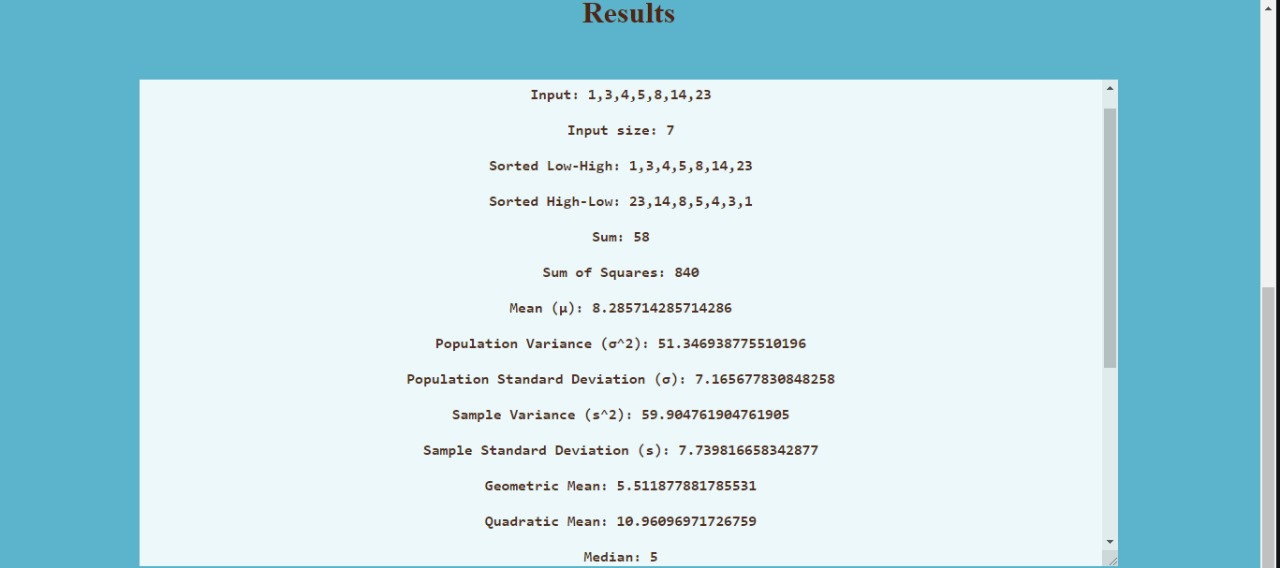 Results
Input: 1,3,4,5,8,14,23
Input size: 7
Sorted Low-High: 1,3,4,5,8,14,23
Sorted High-Low: 23,14,8,5,4,3,1
Sum: 58
Sum of Squares: 840
Mean (μ): 8.285714285714286
Population Variance (σ^2): 51.346938775510196
Population Standard Deviation (σ): 7.165677830848258
Sample Variance (s^2): 59.904761904761905
Sample Standard Deviation (s): 7.739816658342877
Geometric Mean: 5.511877881785531
Quadratic Mean: 10.96096971726759
Median: 5